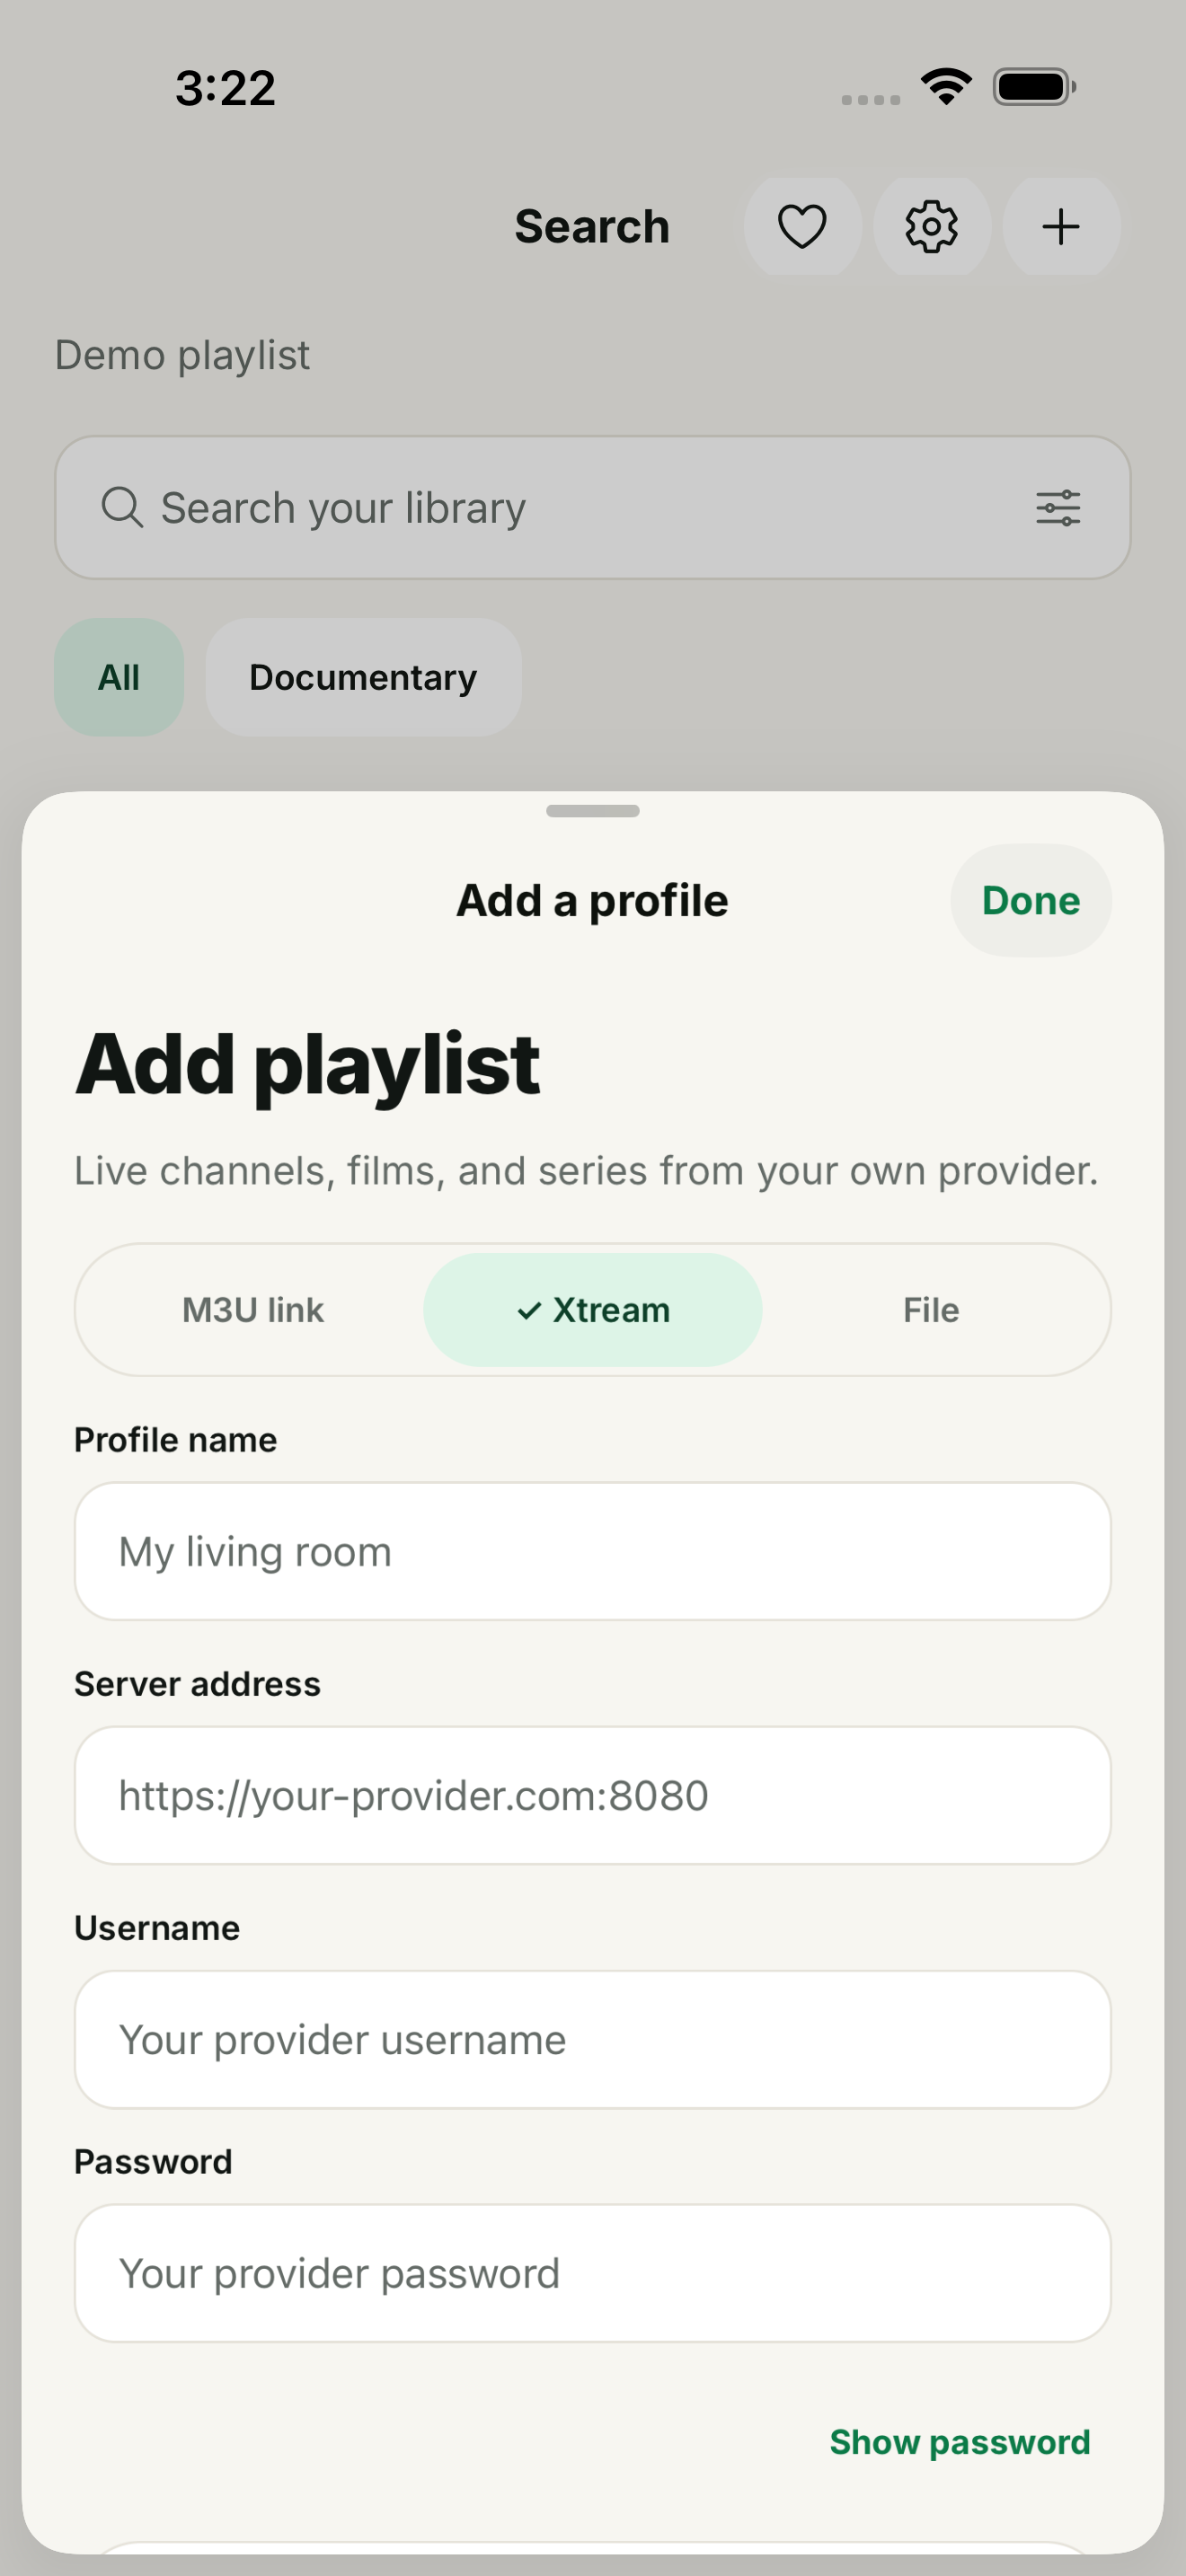 3:22
Search
Demo playlist
Search your library
All
Documentary
Add a profile
Done
Add playlist
Live channels, films, and series from your own provider.
M3U link
✓ Xtream
File
Profile name
My living room
Server address
https://your-provider.com:8080
Username
Your provider username
Password
Your provider password
Show password